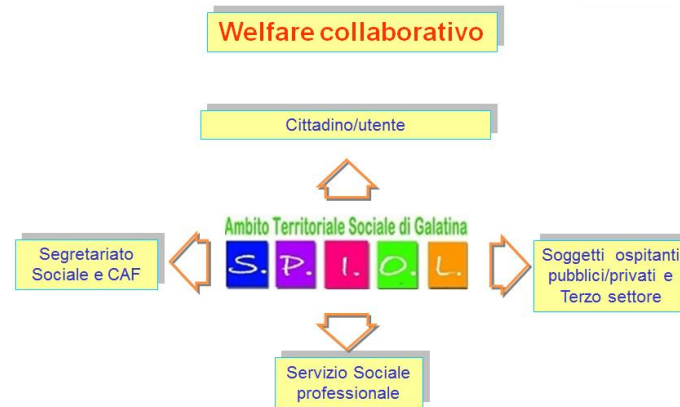 Welfare collaborativo
Cittadino/utente
Ambito Territoriale Sociale di Galatina
S. P. I. O. L.
Segretariato
Sociale e CAF
Soggetti ospitanti
pubblici/privati e
Terzo settore
Servizio Sociale
professionale